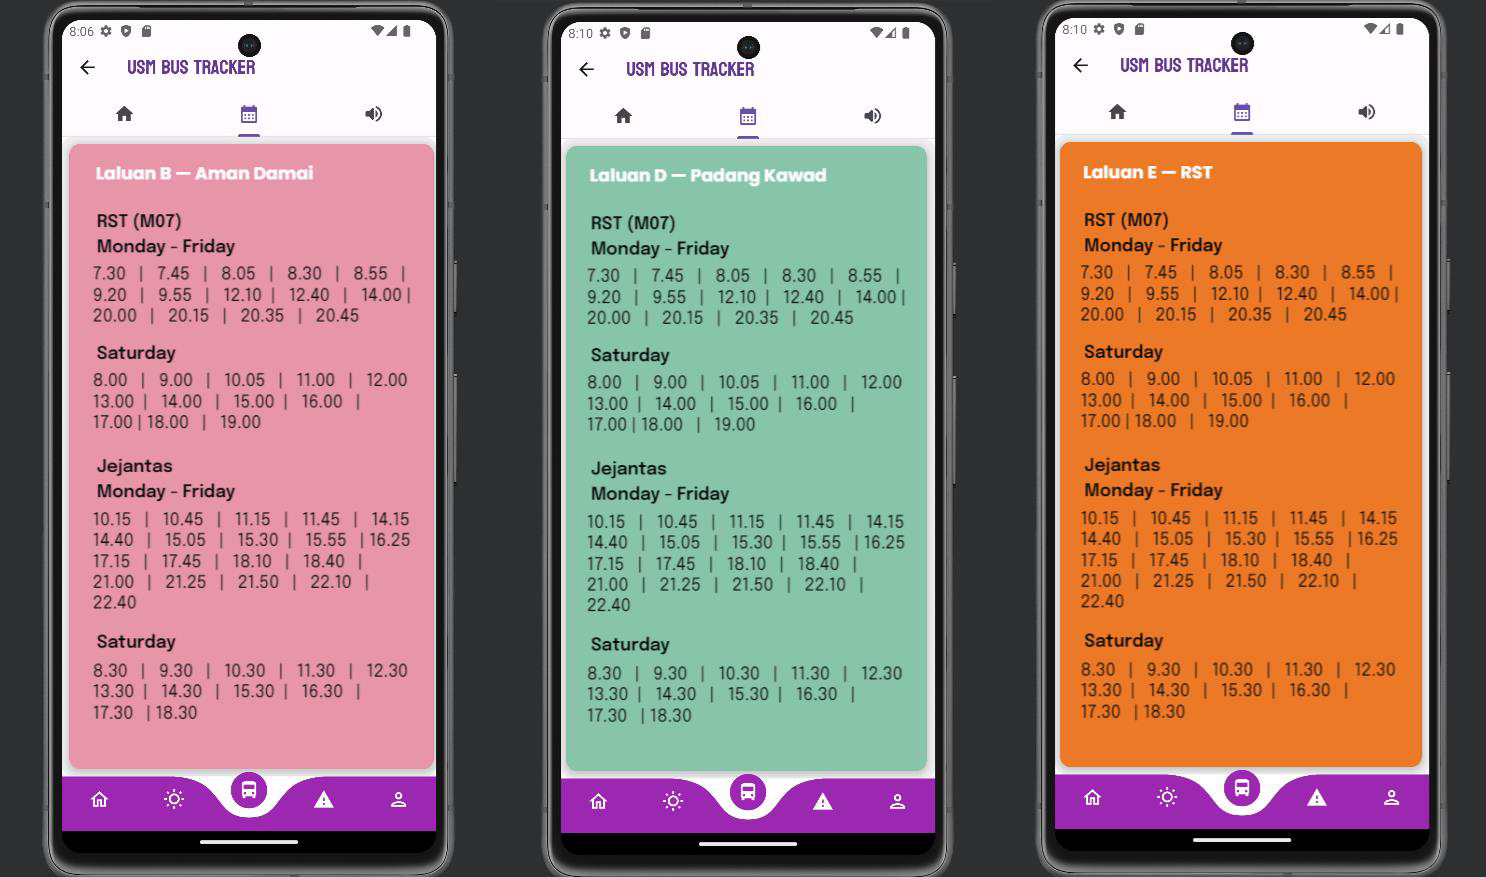 8:06
USM BUS TRACKER
Laluan B — Aman Damai
RST (M07)
Monday - Friday
7.30 | 7.45 | 8.05 | 8.30 | 8.55 |
9.20 | 9.55 | 12.10 | 12.40 | 14.00 |
20.00 | 20.15 | 20.35 | 20.45
Saturday
8.00 | 9.00 | 10.05 | 11.00 | 12.00
13.00 | 14.00 | 15.00 | 16.00 |
17.00 | 18.00 | 19.00
Jejantas
Monday - Friday
10.15 | 10.45 | 11.15 | 11.45 | 14.15
14.40 | 15.05 | 15.30 | 15.55 | 16.25
17.15 | 17.45 | 18.10 | 18.40 |
21.00 | 21.25 | 21.50 | 22.10 |
22.40
Saturday
8.30 | 9.30 | 10.30 | 11.30 | 12.30
13.30 | 14.30 | 15.30 | 16.30 |
17.30 | 18.30
8:10
USM BUS TRACKER
Laluan D — Padang Kawad
RST (M07)
Monday - Friday
7.30 | 7.45 | 8.05 | 8.30 | 8.55 |
9.20 | 9.55 | 12.10 | 12.40 | 14.00 |
20.00 | 20.15 | 20.35 | 20.45
Saturday
8.00 | 9.00 | 10.05 | 11.00 | 12.00
13.00 | 14.00 | 15.00 | 16.00 |
17.00 | 18.00 | 19.00
Jejantas
Monday - Friday
10.15 | 10.45 | 11.15 | 11.45 | 14.15
14.40 | 15.05 | 15.30 | 15.55 | 16.25
17.15 | 17.45 | 18.10 | 18.40 |
21.00 | 21.25 | 21.50 | 22.10 |
22.40
Saturday
8.30 | 9.30 | 10.30 | 11.30 | 12.30
13.30 | 14.30 | 15.30 | 16.30 |
17.30 | 18.30
8:10
USM BUS TRACKER
Laluan E — RST
RST (M07)
Monday - Friday
7.30 | 7.45 | 8.05 | 8.30 | 8.55 |
9.20 | 9.55 | 12.10 | 12.40 | 14.00 |
20.00 | 20.15 | 20.35 | 20.45
Saturday
8.00 | 9.00 | 10.05 | 11.00 | 12.00
13.00 | 14.00 | 15.00 | 16.00 |
17.00 | 18.00 | 19.00
Jejantas
Monday - Friday
10.15 | 10.45 | 11.15 | 11.45 | 14.15
14.40 | 15.05 | 15.30 | 15.55 | 16.25
17.15 | 17.45 | 18.10 | 18.40 |
21.00 | 21.25 | 21.50 | 22.10 |
22.40
Saturday
8.30 | 9.30 | 10.30 | 11.30 | 12.30
13.30 | 14.30 | 15.30 | 16.30 |
17.30 | 18.30